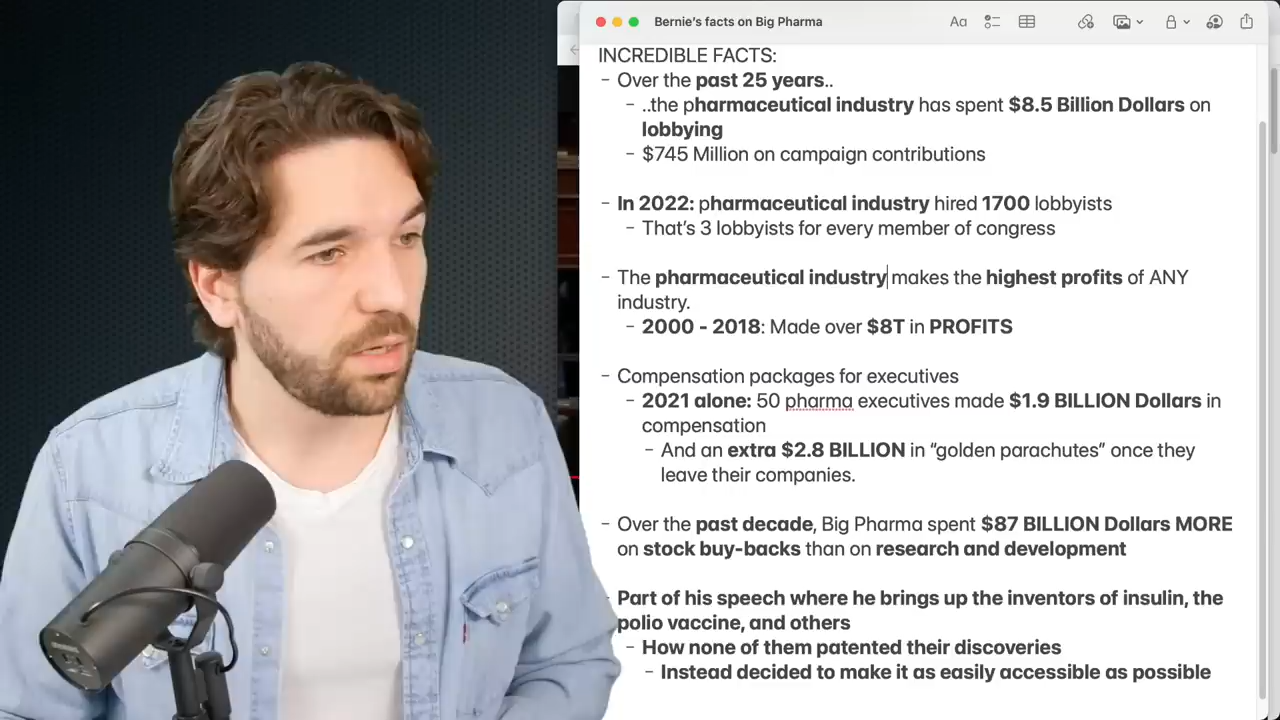 Bernie's facts on Big Pharma
Aa
INCREDIBLE FACTS:
- Over the past 25 years..
- ..the pharmaceutical industry has spent $8.5 Billion Dollars on
lobbying
- $745 Million on campaign contributions
- In 2022: pharmaceutical industry hired 1700 lobbyists
- That's 3 lobbyists for every member of congress
- The pharmaceutical industry makes the highest profits of ANY
industry.
- 2000 - 2018: Made over $8T in PROFITS
- Compensation packages for executives
- 2021 alone: 50 pharma executives made $1.9 BILLION Dollars in
compensation
- And an extra $2.8 BILLION in “golden parachutes” once they
leave their companies.
- Over the past decade, Big Pharma spent $87 BILLION Dollars MORE
on stock buy-backs than on research and development
Part of his speech where he brings up the inventors of insulin, the
polio vaccine, and others
- How none of them patented their discoveries
- Instead decided to make it as easily accessible as possible